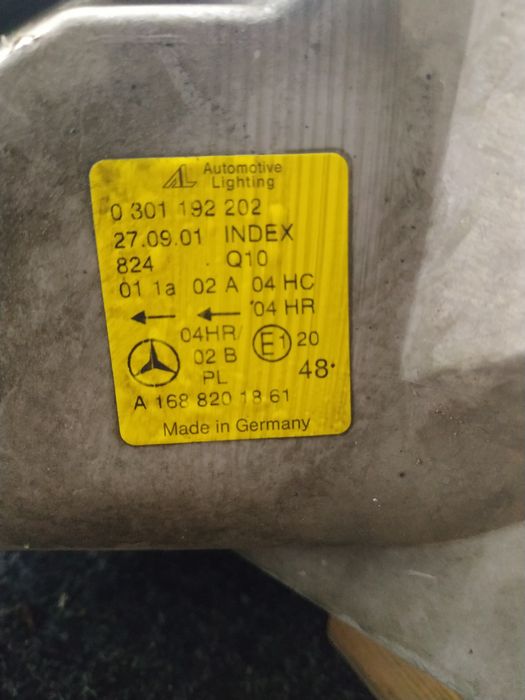 AL Automotive
Lighting
0 301 192 202
27.09.01 INDEX
824 Q10
01 1a 02 A 04 HC
04 HR
04HR/ E1 20
02 B
PL 48
A 168 820 18 61
Made in Germany